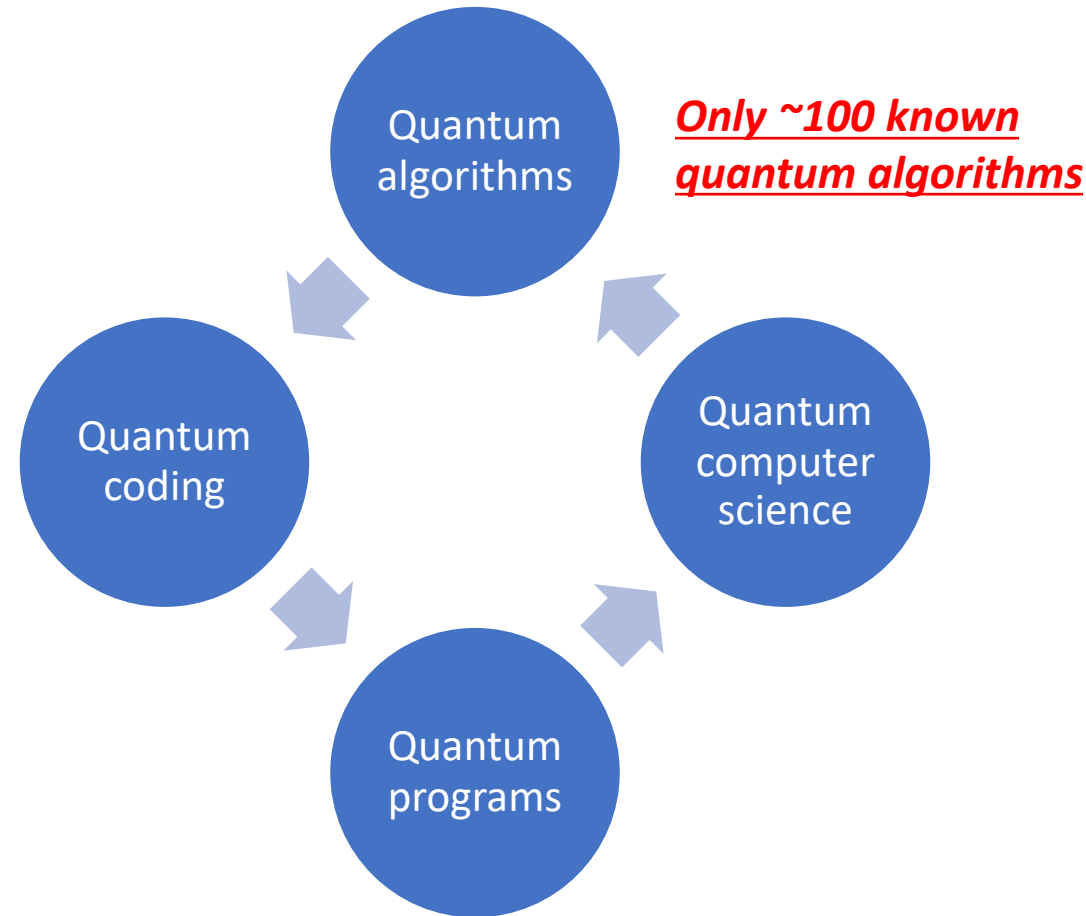 Quantum
algorithms
Only ~100 known
quantum algorithms
Quantum
coding
Quantum
computer
science
Quantum
programs